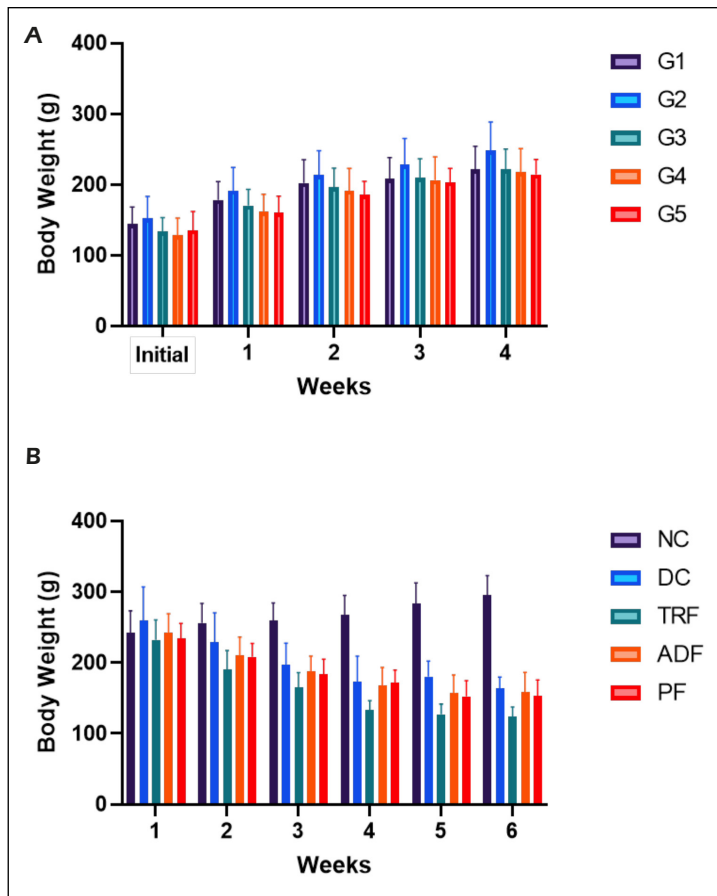 A
400
300
200
100
0
Body Weight (g)
Initial 1 2 3 4
Weeks
G1
G2
G3
G4
G5
B
400
300
200
100
0
Body Weight (g)
1 2 3 4 5 6
Weeks
NC
DC
TRF
ADF
PF